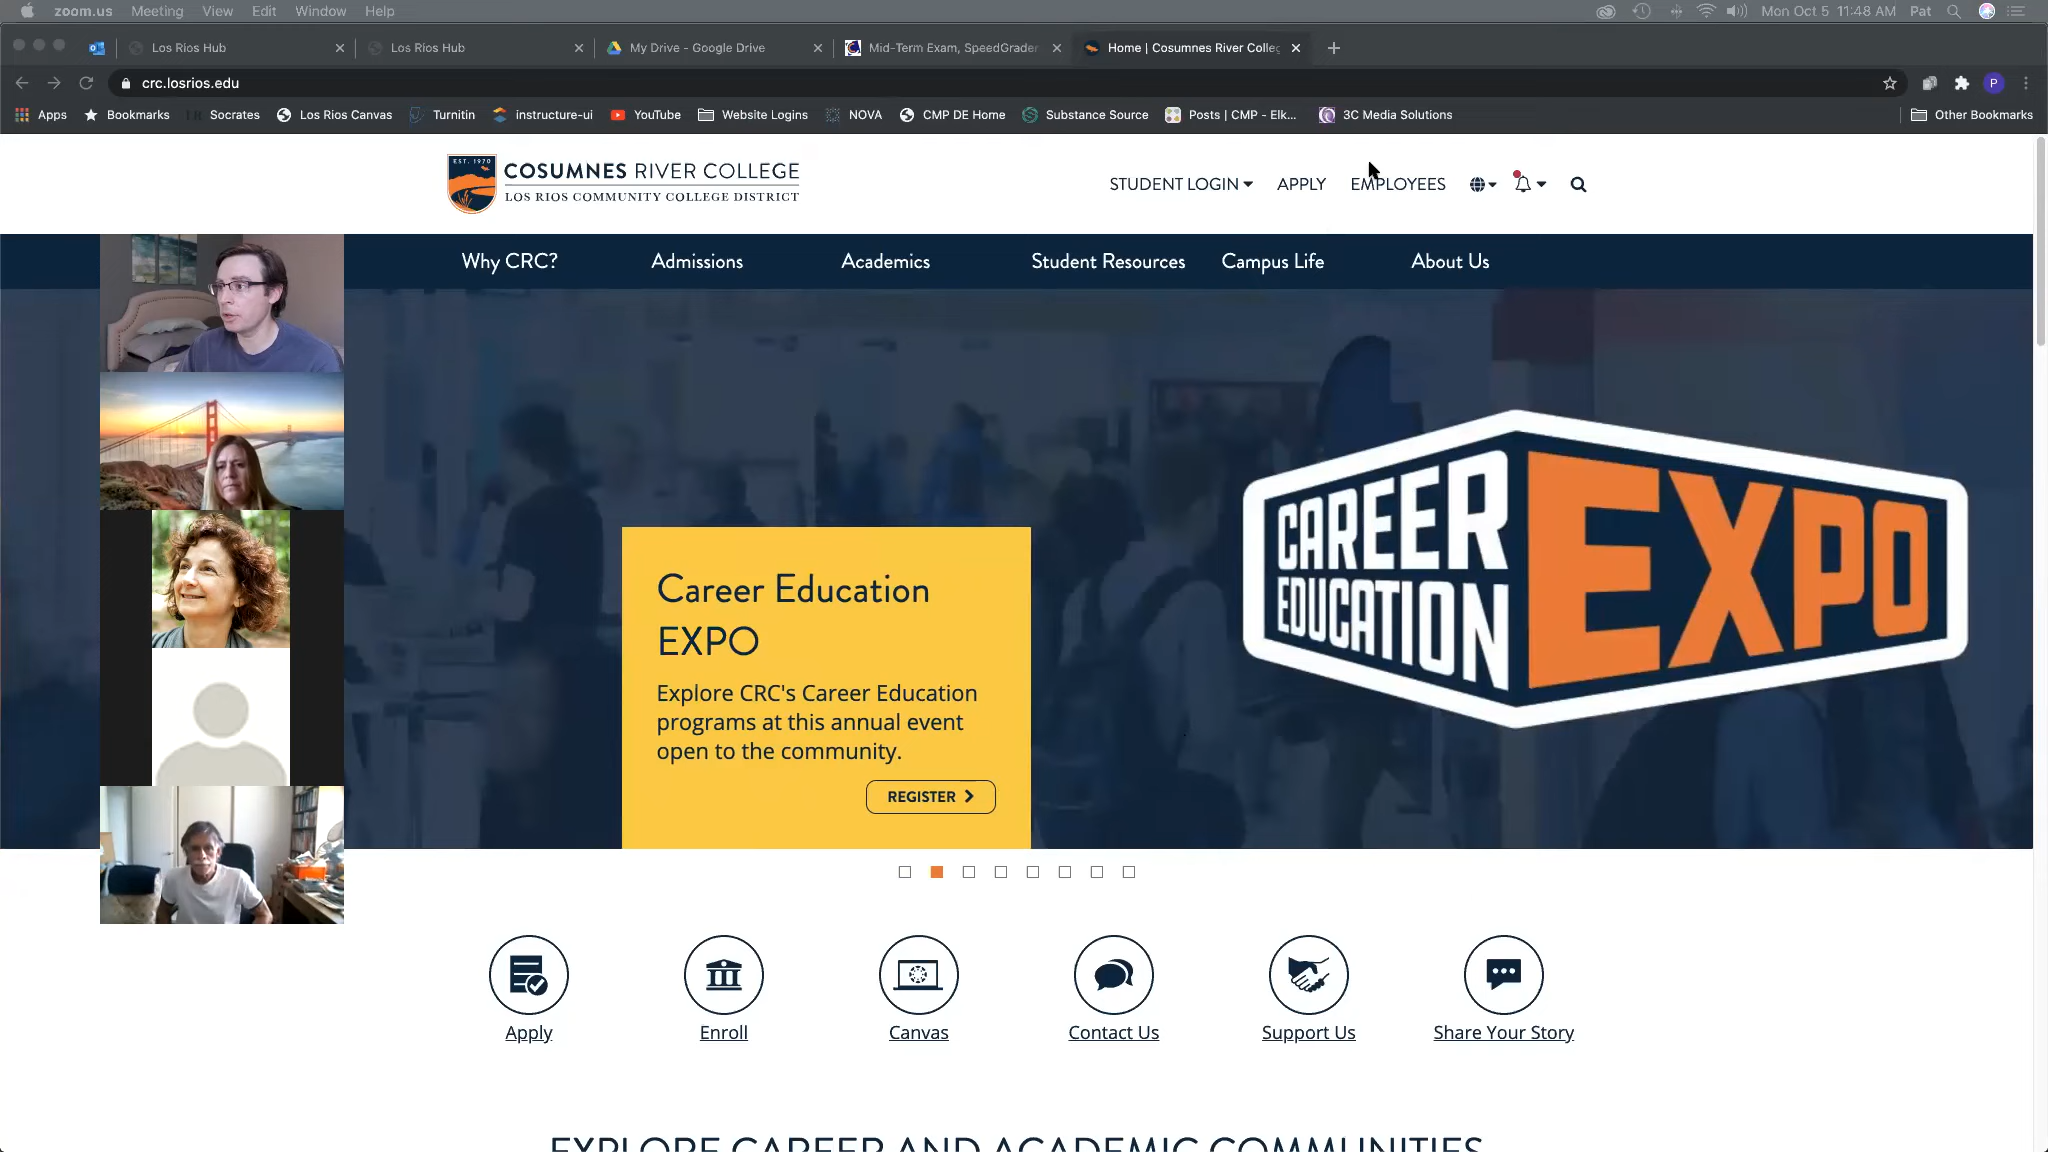 zoom.us Meeting View Edit Window Help Mon Oct 5 11:48 AM Pat
Los Rios Hub Los Rios Hub My Drive - Google Drive Mid-Term Exam, SpeedGrader Home | Cosumnes River Colleg
crc.losrios.edu P
Apps Bookmarks LR Socrates Los Rios Canvas Turnitin instructure-ui YouTube Website Logins NOVA CMP DE Home Substance Source Posts | CMP - Elk... 3C Media Solutions Other Bookmarks
EST. 1970
COSUMNES RIVER COLLEGE
LOS RIOS COMMUNITY COLLEGE DISTRICT
STUDENT LOGIN APPLY EMPLOYEES
Why CRC? Admissions Academics Student Resources Campus Life About Us
CAREER
EDUCATION
EXPO
Career Education
EXPO
Explore CRC's Career Education
programs at this annual event
open to the community.
REGISTER
Apply Enroll Canvas Contact Us Support Us Share Your Story
EXPLORE CAREER AND ACADEMIC COMMUNITIES